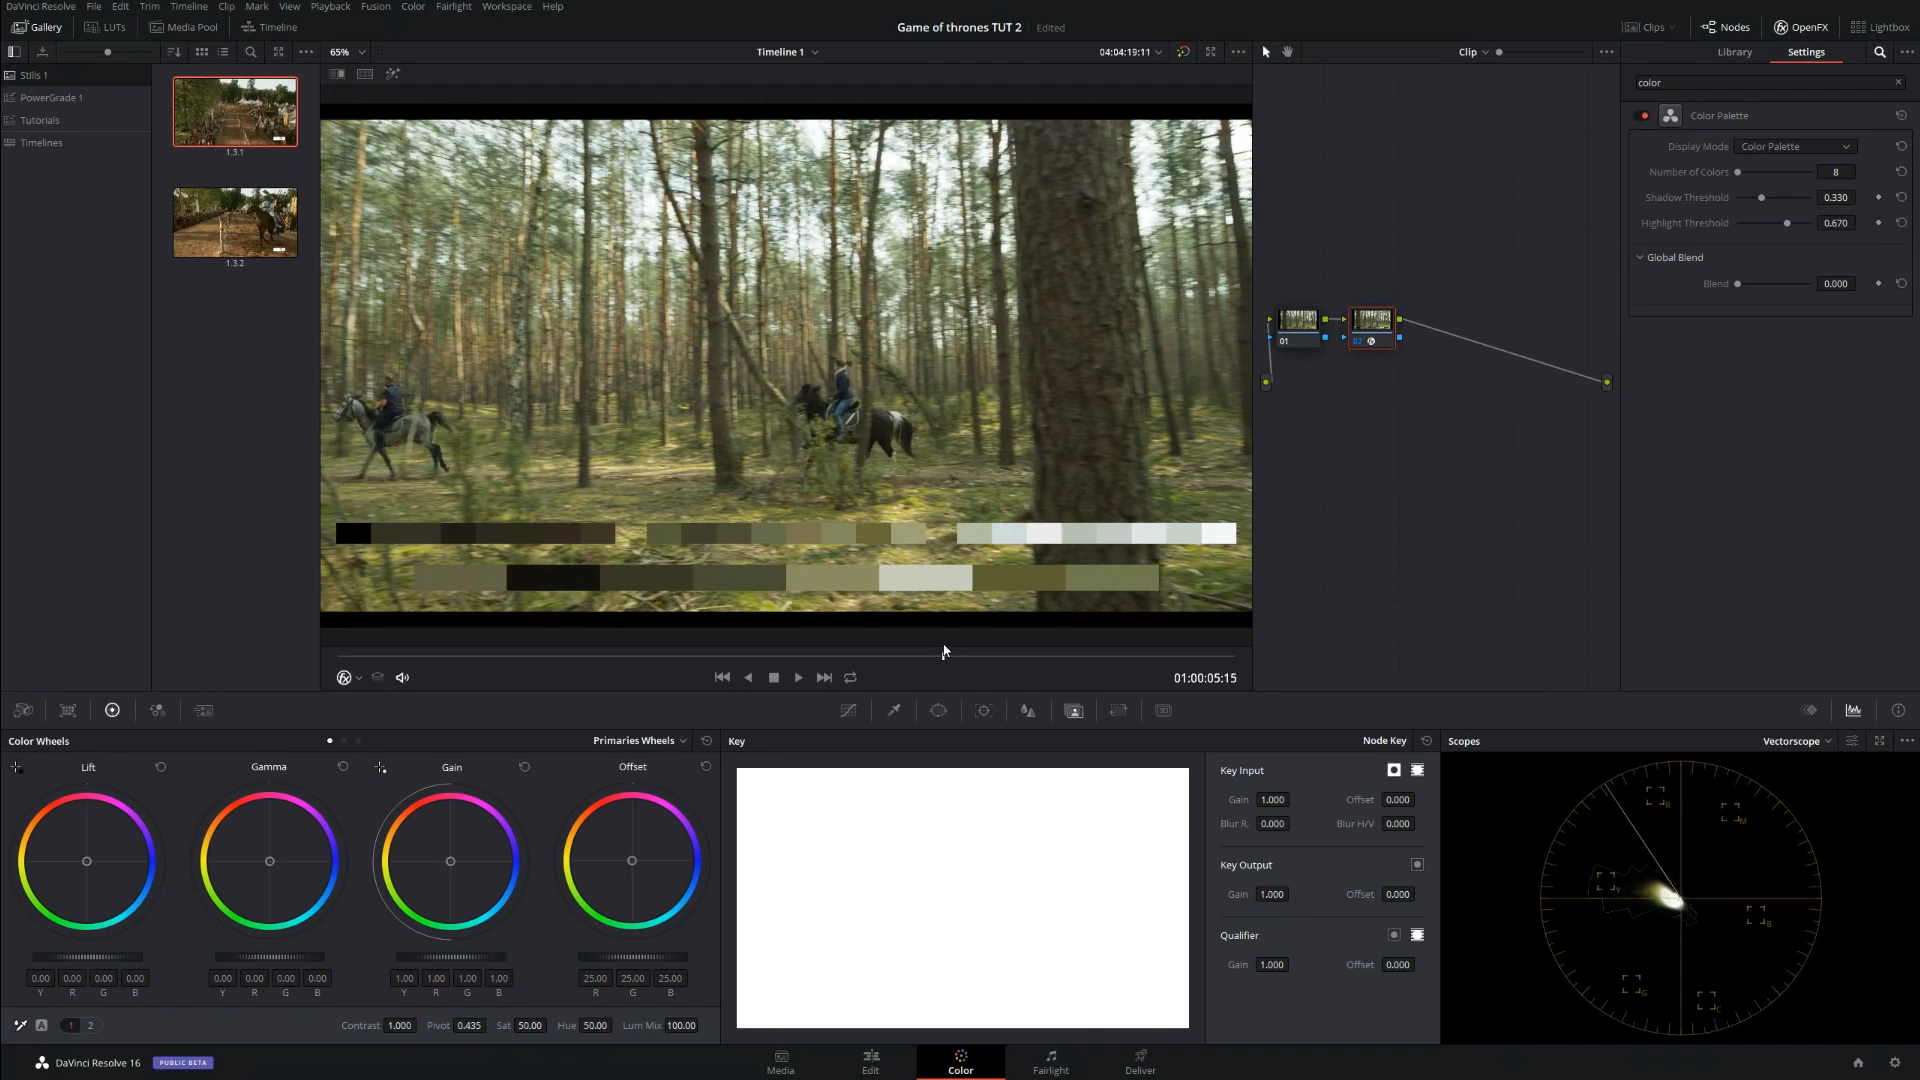 DaVinci Resolve File Edit Trim Timeline Clip Mark View Playback Fusion Color Fairlight Workspace Help
Gallery LUTs Media Pool Timeline Game of thrones TUT 2 Edited Clips Nodes OpenFX Lightbox
65% Timeline 1 04:04:19:11 Clip Library Settings
Stills 1
PowerGrade 1
Tutorials
Timelines
1.3.1
1.3.2
color
Color Palette
Display Mode Color Palette
Number of Colors 8
Shadow Threshold 0.330
Highlight Threshold 0.670
Global Blend
Blend 0.000
01 02
01:00:05:15
Color Wheels Primaries Wheels
Lift Gamma Gain Offset
0.00 0.00 0.00 0.00 0.00 0.00 0.00 0.00 1.00 1.00 1.00 1.00 25.00 25.00 25.00
Y R G B Y R G B Y R G B R G B
A 1 2 Contrast 1.000 Pivot 0.435 Sat 50.00 Hue 50.00 Lum Mix 100.00
Key Node Key
Key Input
Gain 1.000 Offset 0.000
Blur R. 0.000 Blur H/V 0.000
Key Output
Gain 1.000 Offset 0.000
Qualifier
Gain 1.000 Offset 0.000
Scopes Vectorscope
R M
Y B
G C
DaVinci Resolve 16 PUBLIC BETA Media Edit Color Fairlight Deliver